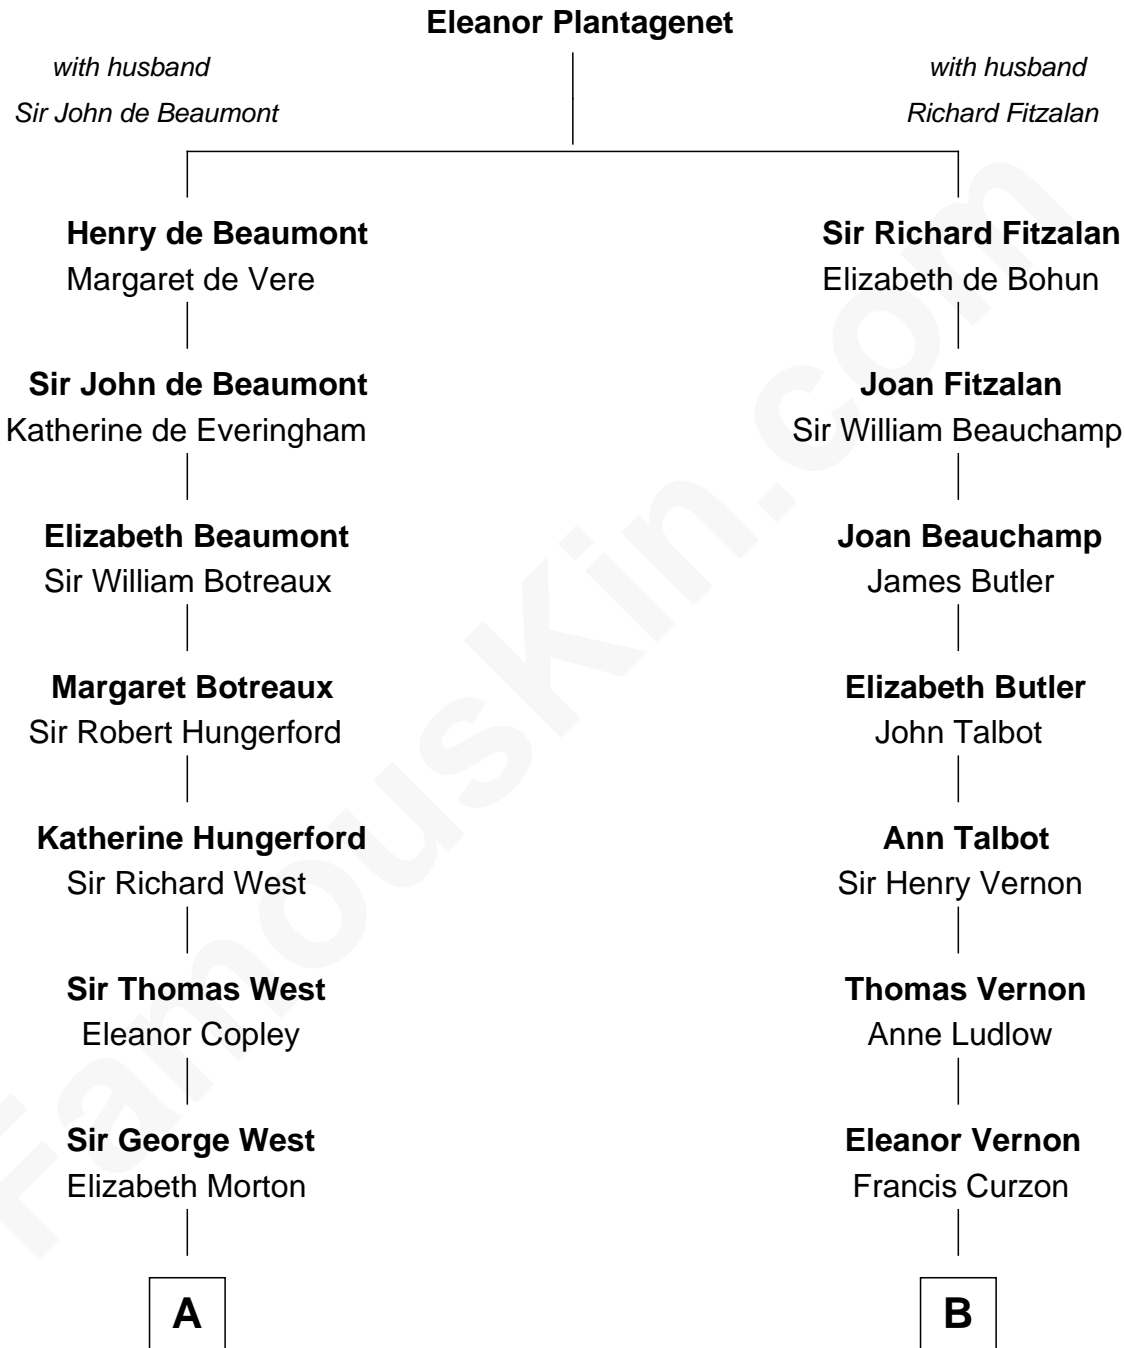 Eleanor Plantagenet
with husband
Sir John de Beaumont
with husband
Richard Fitzalan
Henry de Beaumont
Margaret de Vere
Sir John de Beaumont
Katherine de Everingham
Elizabeth Beaumont
Sir William Botreaux
Margaret Botreaux
Sir Robert Hungerford
Katherine Hungerford
Sir Richard West
Sir Thomas West
Eleanor Copley
Sir George West
Elizabeth Morton
A
Sir Richard Fitzalan
Elizabeth de Bohun
Joan Fitzalan
Sir William Beauchamp
Joan Beauchamp
James Butler
Elizabeth Butler
John Talbot
Ann Talbot
Sir Henry Vernon
Thomas Vernon
Anne Ludlow
Eleanor Vernon
Francis Curzon
B
FamousKin.com